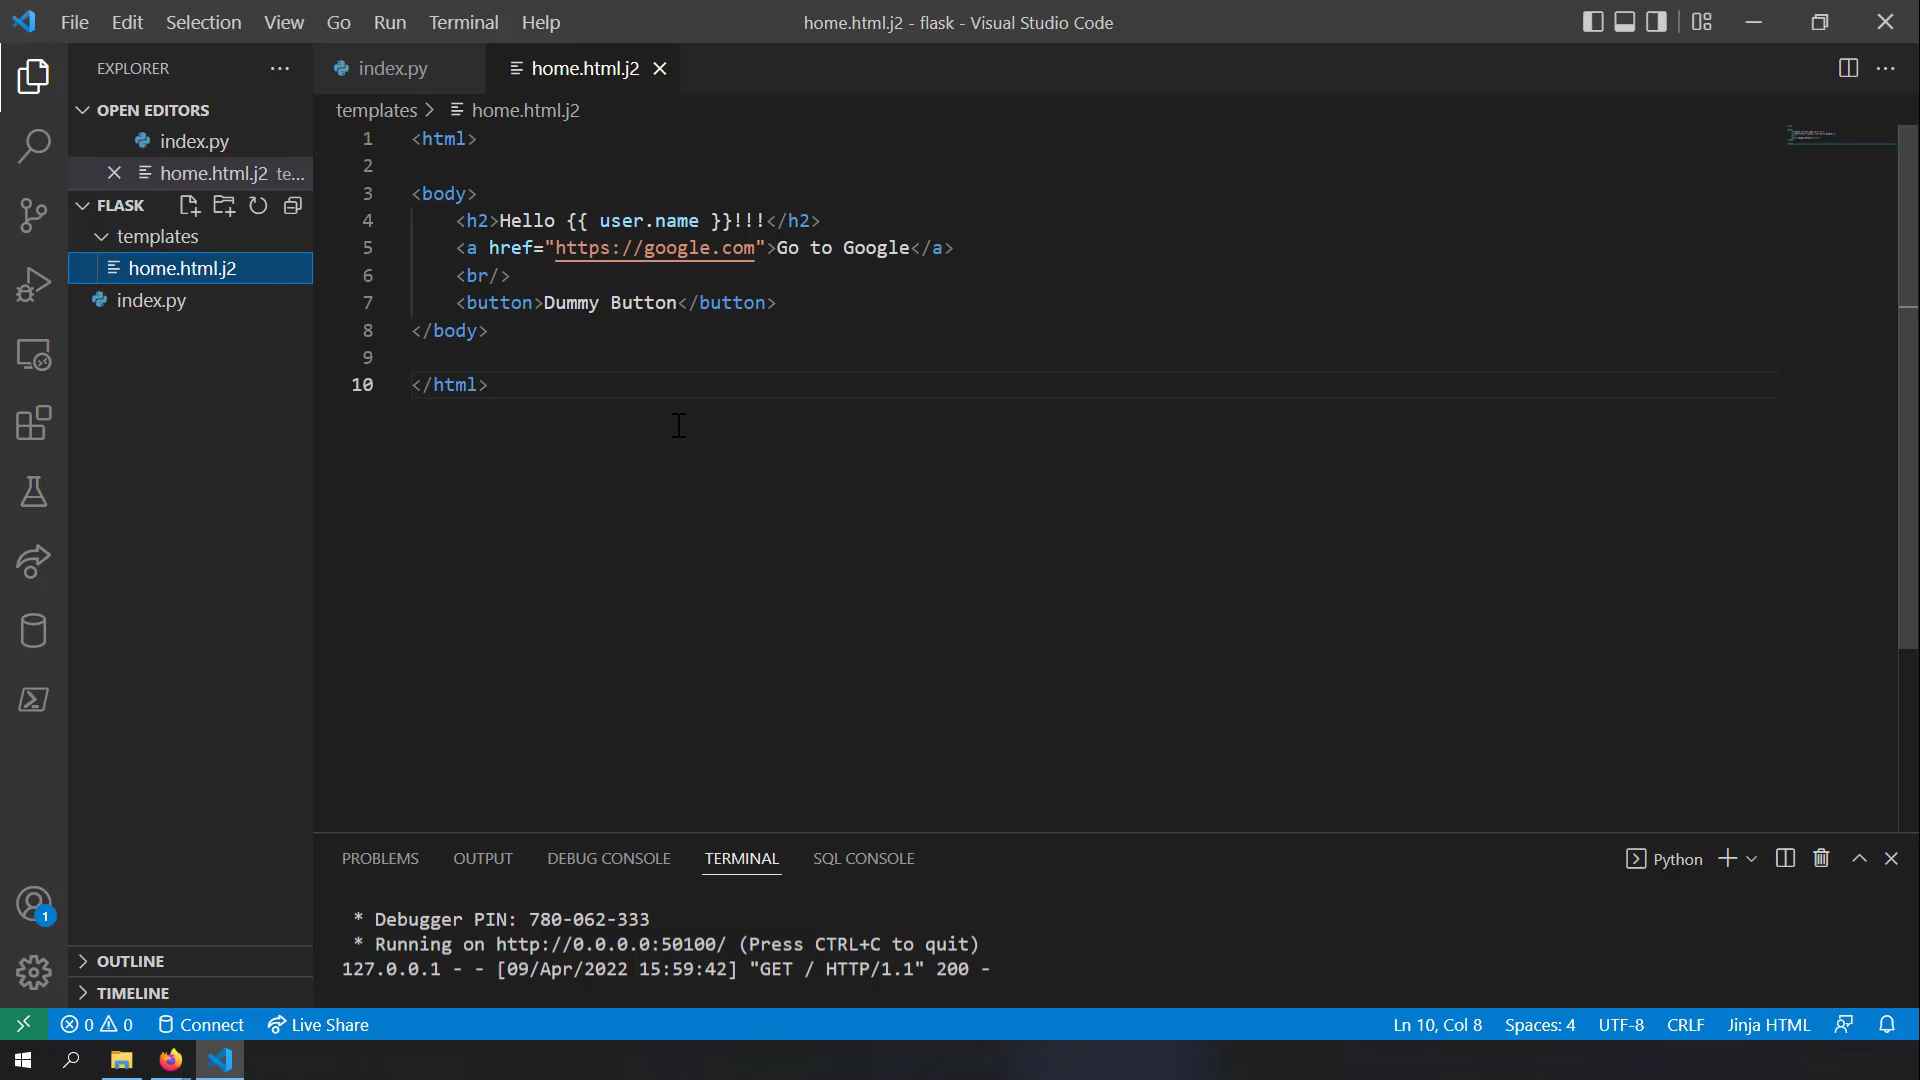 File Edit Selection View Go Run Terminal Help
home.html.j2 - flask - Visual Studio Code
EXPLORER
OPEN EDITORS
index.py
home.html.j2 te...
FLASK
templates
home.html.j2
index.py
OUTLINE
TIMELINE
index.py
home.html.j2
templates > home.html.j2
1 <html>
2
3 <body>
4 <h2>Hello {{ user.name }}!!!</h2>
5 <a href="https://google.com">Go to Google</a>
6 <br/>
7 <button>Dummy Button</button>
8 </body>
9
10 </html>
PROBLEMS OUTPUT DEBUG CONSOLE TERMINAL SQL CONSOLE
Python
* Debugger PIN: 780-062-333
* Running on http://0.0.0.0:50100/ (Press CTRL+C to quit)
127.0.0.1 - - [09/Apr/2022 15:59:42] "GET / HTTP/1.1" 200 -
1
0 0 Connect Live Share
Ln 10, Col 8 Spaces: 4 UTF-8 CRLF Jinja HTML